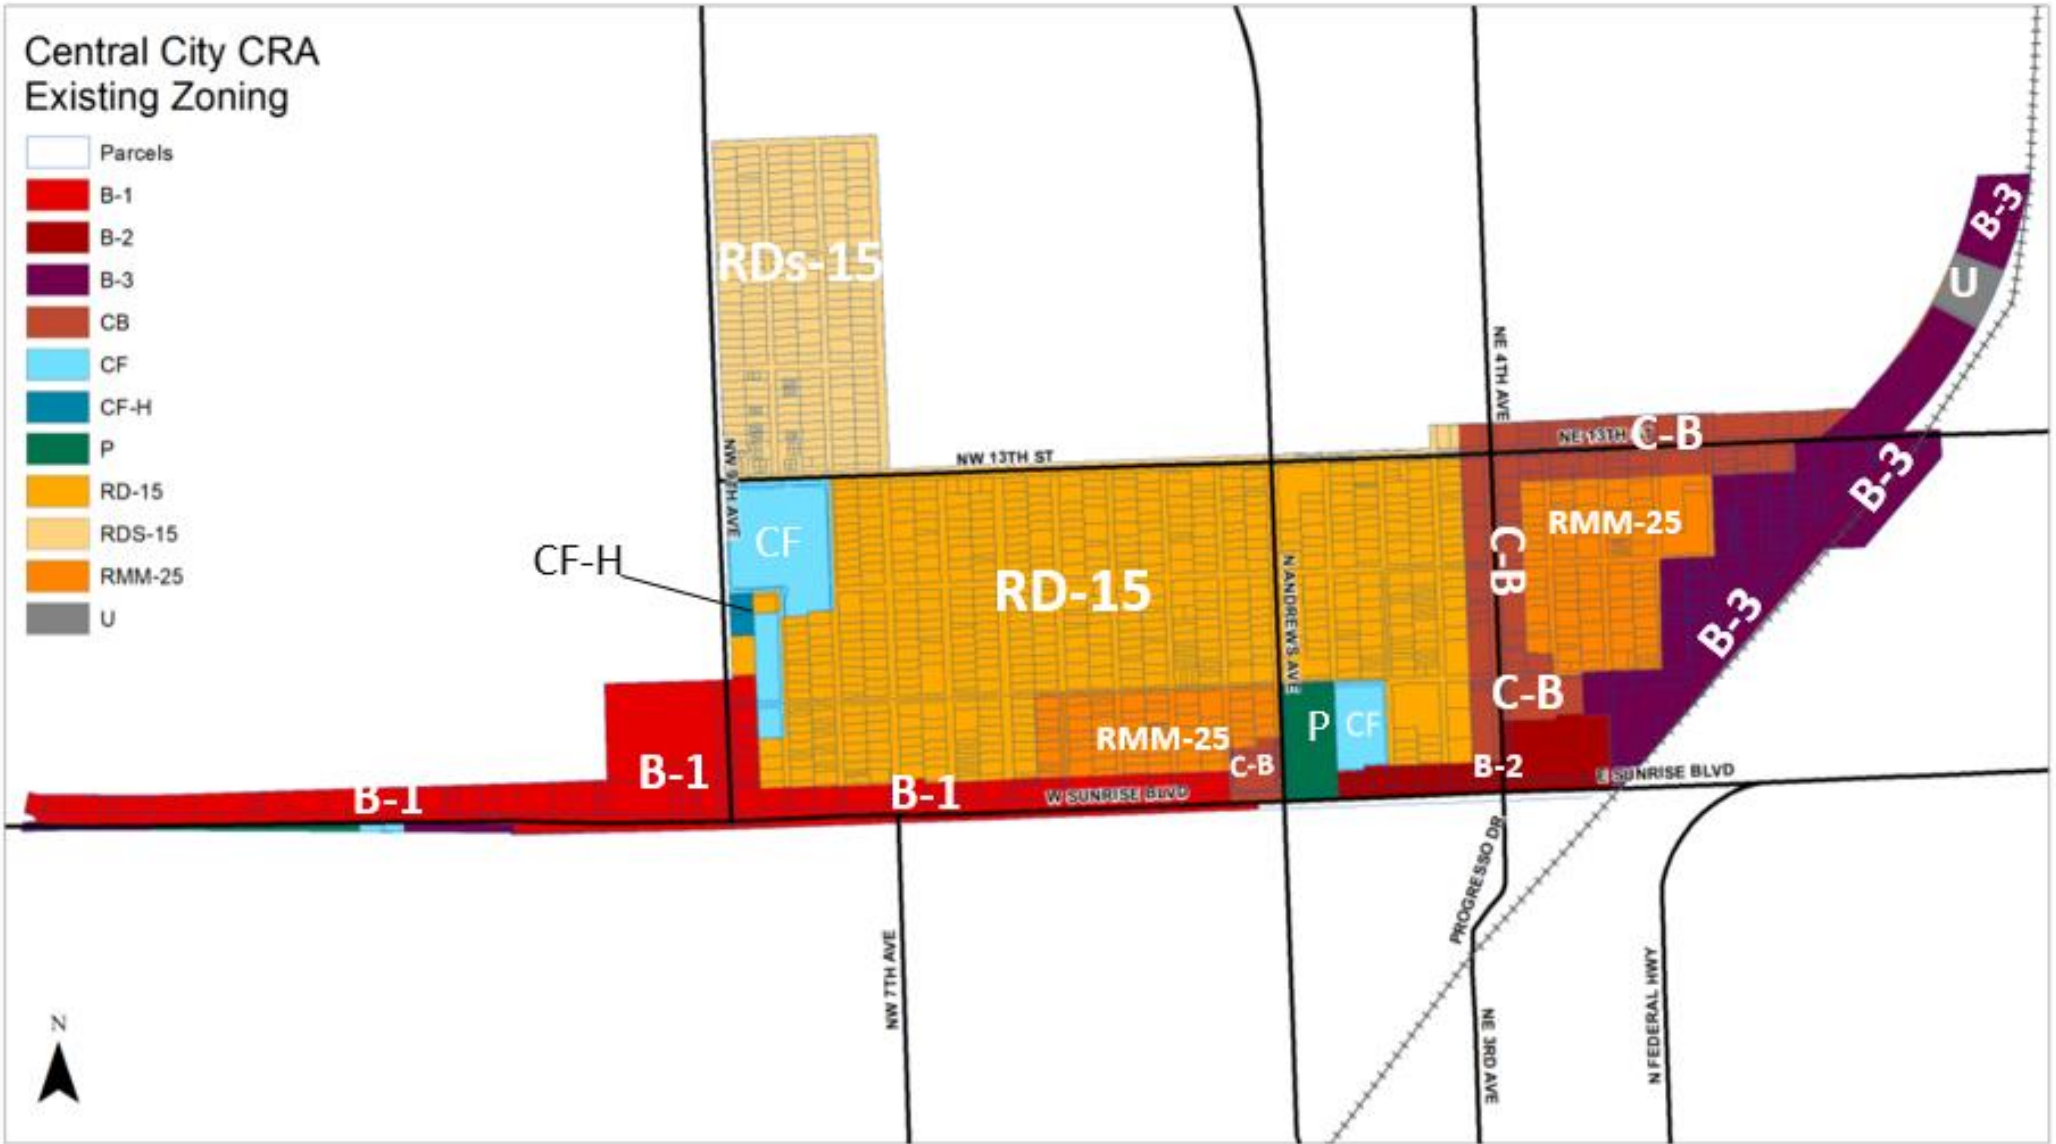 Central City CRA
Existing Zoning
Parcels
B-1
B-2
B-3
CB
CF
CF-H
P
RD-15
RDS-15
RMM-25
U
RDs-15
B-3
U
NE 4TH AVE
NE 13TH
C-B
NW 13TH ST
NW 9TH AVE
B-3
CF
CF-H
RMM-25
C-B
RD-15
N ANDREWS AVE
B-3
C-B
P
CF
RMM-25
C-B
B-2
E SUNRISE BLVD
B-1
B-1
B-1
W SUNRISE BLVD
PROGRESSO DR
NW 7TH AVE
N FEDERAL HWY
NE 3RD AVE
N